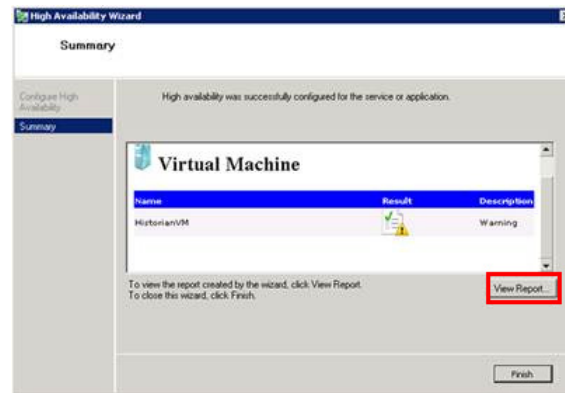 High Availability Wizard
Summary
Configure High
Availability
Summary
High availability was successfully configured for the service or application.
Virtual Machine
Name Result Description
HistorianVM Warning
To view the report created by the wizard, click View Report.
To close this wizard, click Finish.
View Report...
Finish